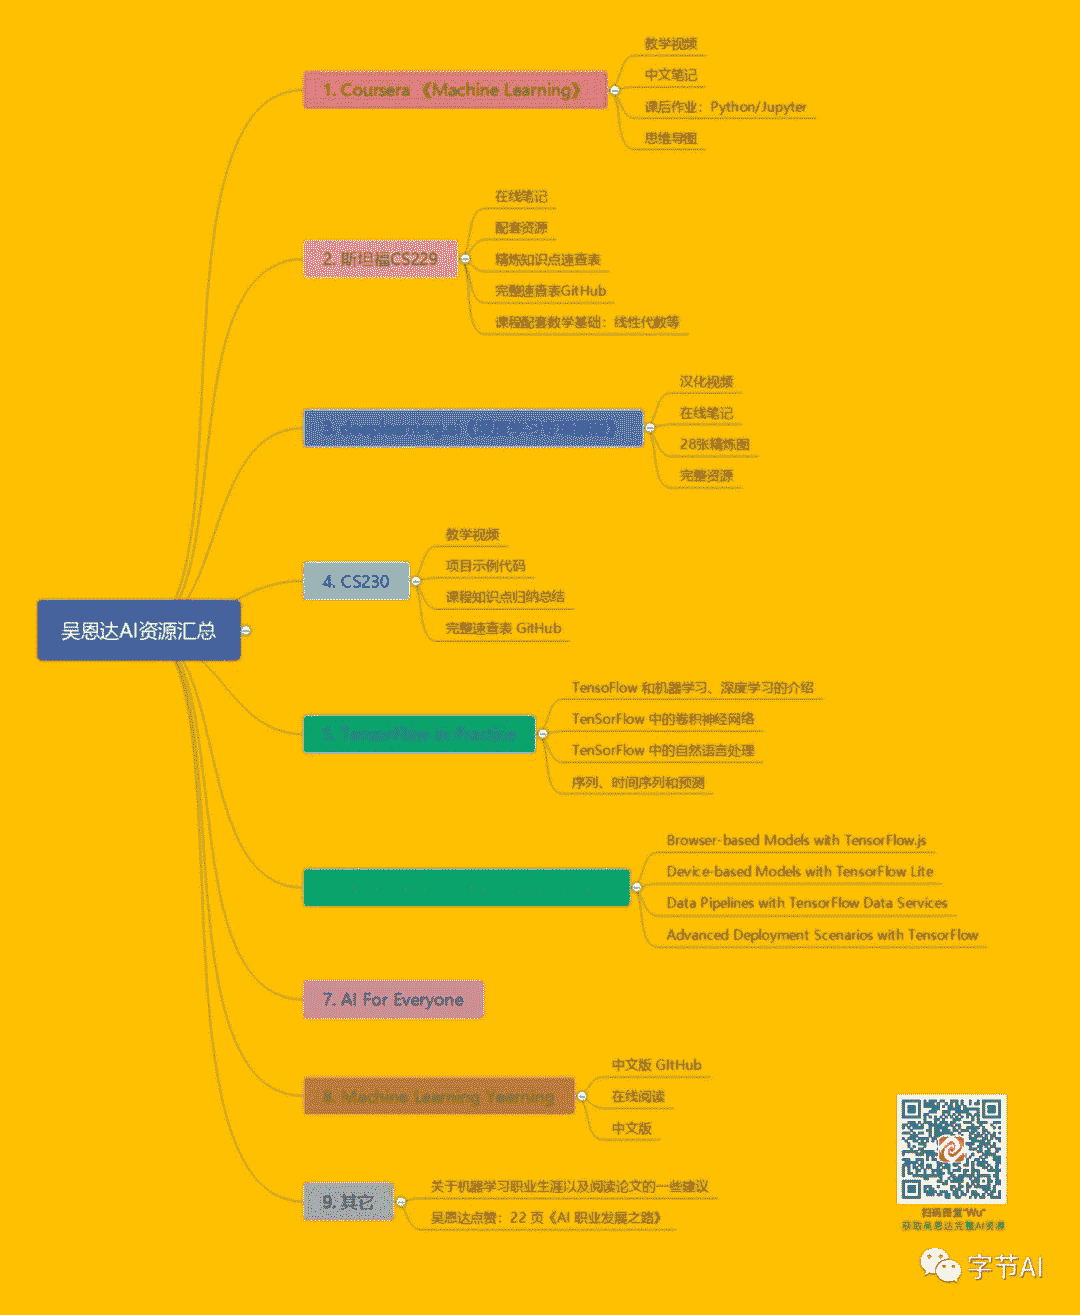 吴恩达AI资源汇总
1. Coursera 《Machine Learning》
教学视频
中文笔记
课后作业：Python/Jupyter
思维导图
2. 斯坦福CS229
在线笔记
配套资源
精炼知识点速查表
完整速查表GitHub
课程配套数学基础：线性代数等
3. deeplearning.ai《深度学习
汉化视频
在线笔记
28张精炼图
完整资源
4. CS230
教学视频
项目示例代码
课程知识点归纳总结
完整速查表 GitHub
5. TensorFlow
TensoFlow 和机器学习、深度学习的介绍
TenSorFlow 中的卷积神经网络
TenSorFlow 中的自然语言处理
序列、时间序列和预测
Browser-based Models with TensorFlow.js
Device-based Models with TensorFlow Lite
Data Pipelines with TensorFlow Data Services
Advanced Deployment Scenarios with TensorFlow
7. AI For Everyone
8. Machine Learning Yearning
中文版 GItHub
在线阅读
中文版
9. 其它
关于机器学习职业生涯以及阅读论文的一些建议
吴恩达点赞：22 页《AI 职业发展之路》
扫码回复"Wu"
获取吴恩达完整AI资源
字节AI